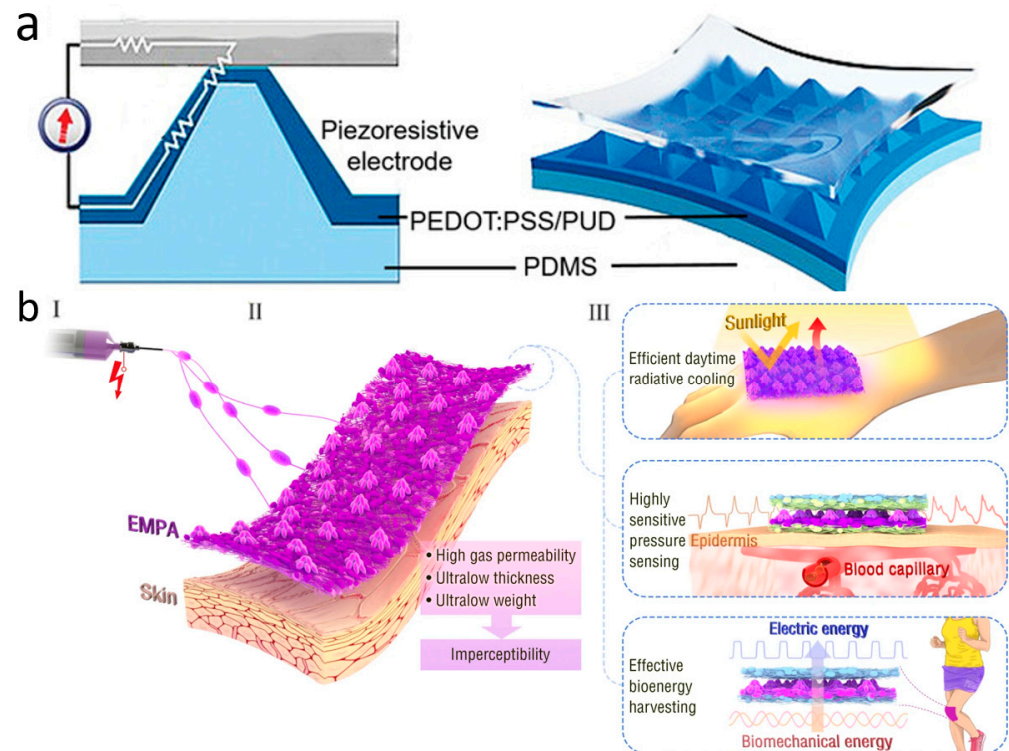 a
Piezoresistive
electrode
PEDOT:PSS/PUD
PDMS
b
I
II
III
EMPA
Skin
• High gas permeability
• Ultralow thickness
• Ultralow weight
Imperceptibility
Sunlight
Efficient daytime
radiative cooling
Highly
sensitive
pressure
sensing
Epidermis
Blood capillary
Electric energy
Effective
bioenergy
harvesting
Biomechanical energy